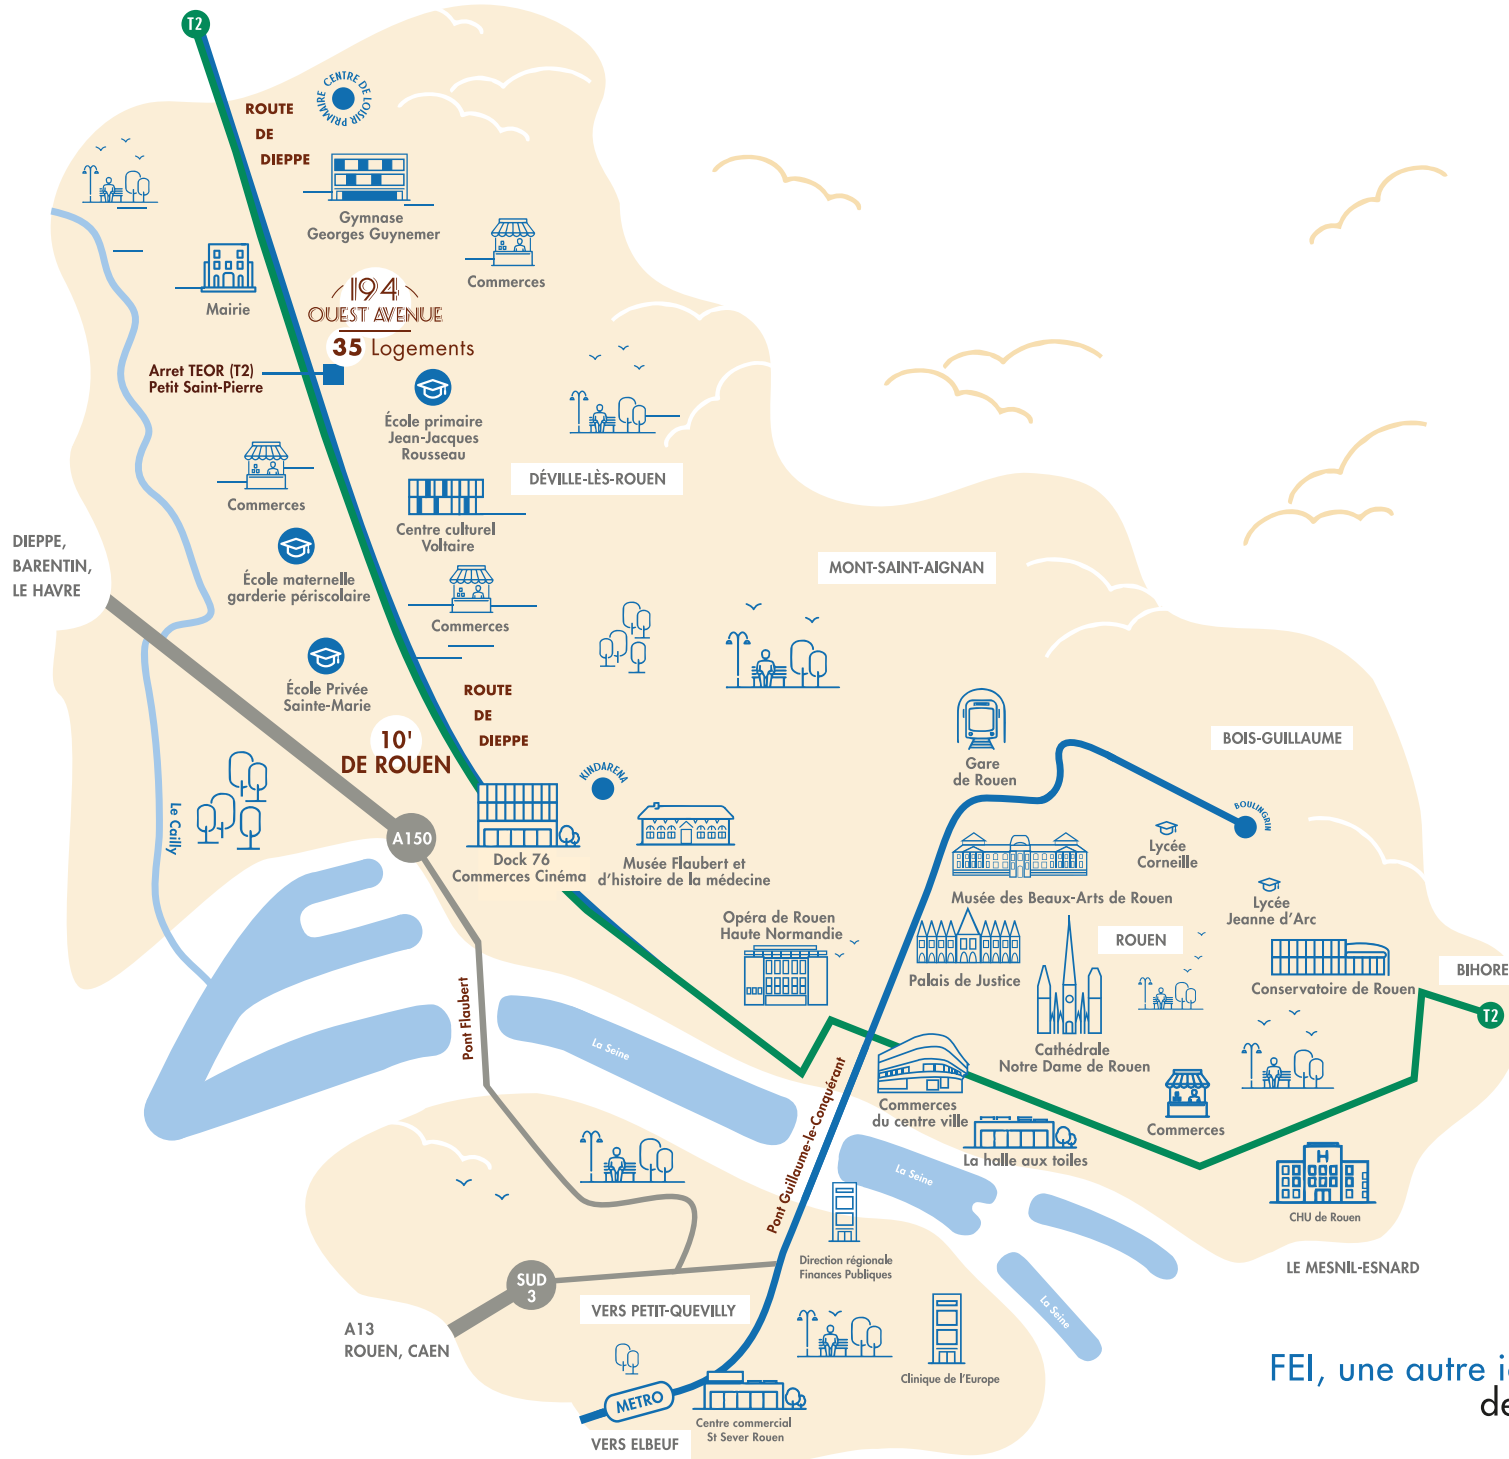 T2
ROUTE
DE
DIEPPE
CENTRE DE LOISIR PRIMAIRE
Gymnase
Georges Guynemer
Commerces
Mairie
194
OUEST AVENUE
35 Logements
Arret TEOR (T2)
Petit Saint-Pierre
École primaire
Jean-Jacques
Rousseau
DÉVILLE-LÈS-ROUEN
Commerces
Centre culturel
Voltaire
DIEPPE,
BARENTIN,
LE HAVRE
École maternelle
garderie périscolaire
MONT-SAINT-AIGNAN
Commerces
École Privée
Sainte-Marie
ROUTE
DE
DIEPPE
10'
DE ROUEN
BOIS-GUILLAUME
Gare
de Rouen
KINDARENA
BOULINGRIN
Le Cailly
A150
Dock 76
Commerces Cinéma
Musée Flaubert et
d'histoire de la médecine
Lycée
Corneille
Musée des Beaux-Arts de Rouen
Lycée
Jeanne d'Arc
Opéra de Rouen
Haute Normandie
ROUEN
Palais de Justice
Conservatoire de Rouen
BIHORE
T2
Pont Flaubert
La Seine
Cathédrale
Notre Dame de Rouen
Pont Guillaume-le-Conquérant
Commerces
du centre ville
Commerces
La halle aux toiles
La Seine
CHU de Rouen
Direction régionale
Finances Publiques
LE MESNIL-ESNARD
SUD
3
VERS PETIT-QUEVILLY
La Seine
A13
ROUEN, CAEN
Clinique de l'Europe
METRO
Centre commercial
St Sever Rouen
VERS ELBEUF
FEI, une autre i
de